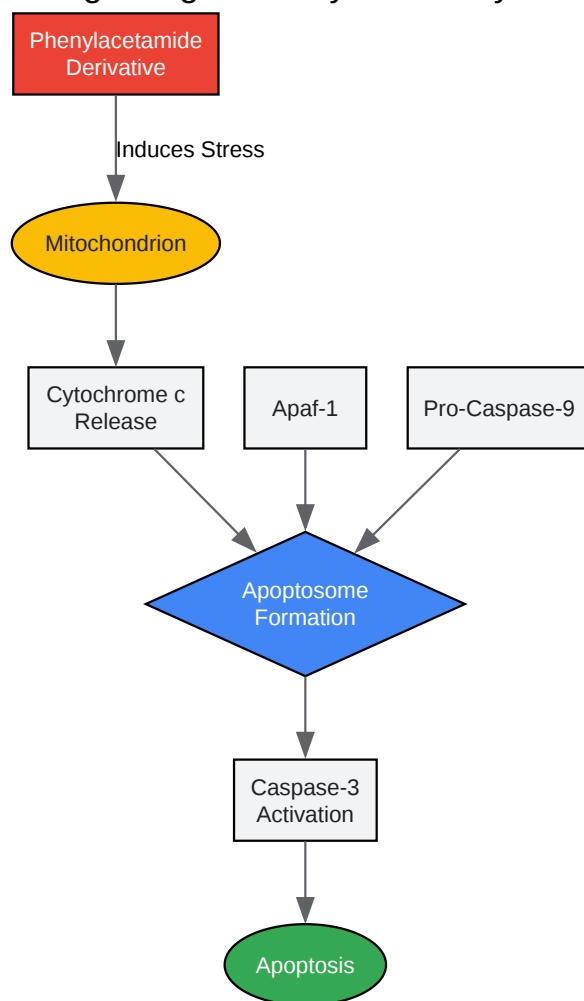 Phenylacetamide
Derivative
Induces Stress
Mitochondrion
Cytochrome c
Release
Apaf-1
Pro-Caspase-9
Apoptosome
Formation
Caspase-3
Activation
Apoptosis